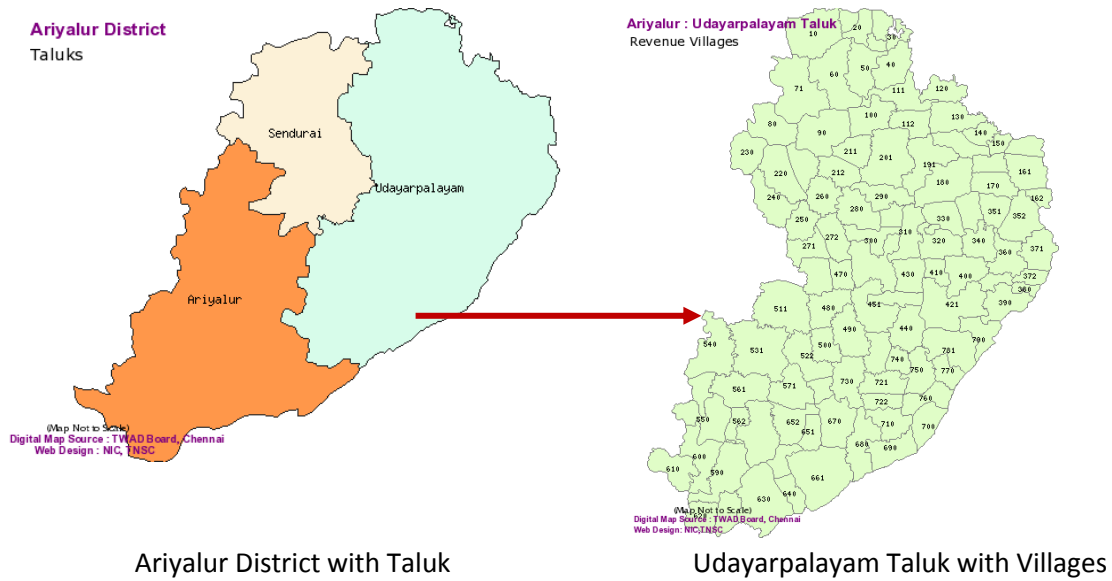 Ariyalur District
Taluks
Sendurai
Udayarpalayam
Ariyalur
(Map Not to Scale)
Digital Map Source : TWAD Board, Chennai
Web Design : NIC, TNSC
Ariyalur District with Taluk
Ariyalur : Udayarpalayam Taluk
Revenue Villages
10 20 30
60 50 40
71 111 120
80 90 100 112 130 140 150
230 211 201 191 161
220 212 180 170 162
240 260 280 290 351 352
250 272 300 310 330
271 320 340 360 371
470 430 410 400 372 380
511 480 451 421 390
540 531 522 500 490 440 781 790
561 571 730 740 721 750 770
550 562 652 651 670 722 710 760 700
610 600 590 680 690
620 630 640 661
(Map Not to Scale)
Digital Map Source : TWAD Board, Chennai
Web Design: NIC,TNSC
Udayarpalayam Taluk with Villages